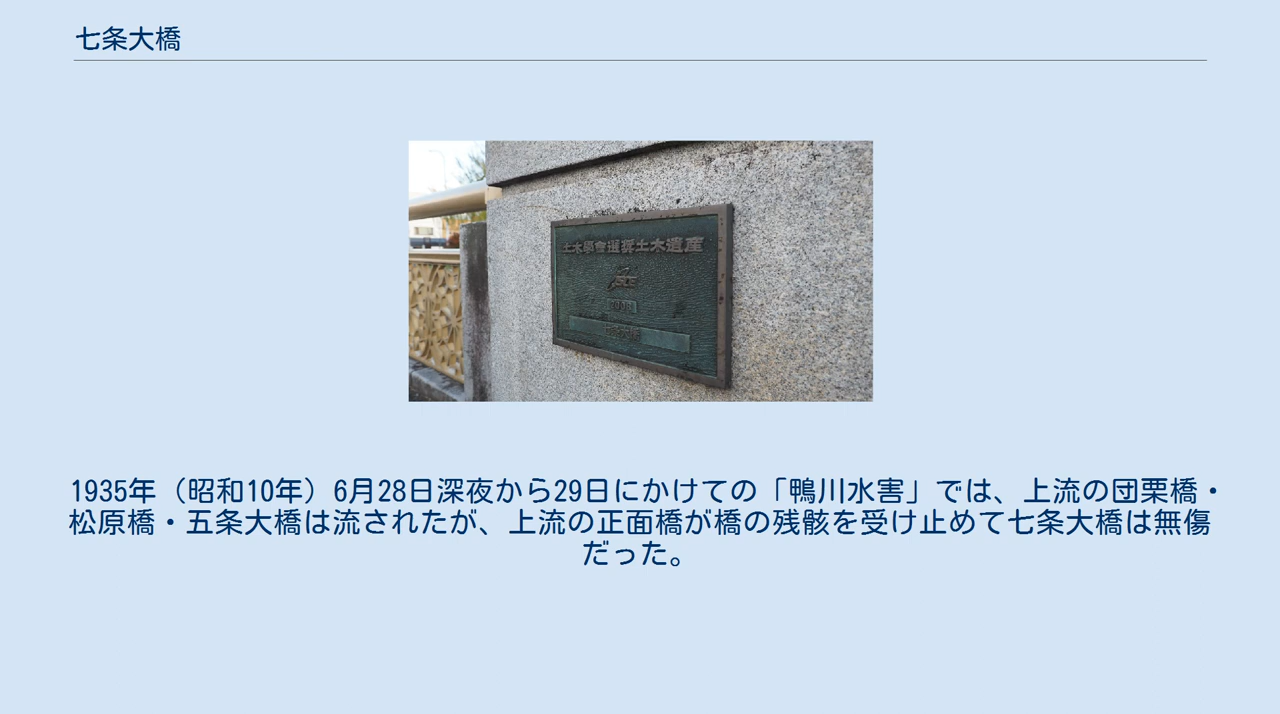 七条大橋
土木學會選奨土木遺産
1935年（昭和10年）6月28日深夜から29日にかけての「鴨川水害」では、上流の団栗橋・
松原橋・五条大橋は流されたが、上流の正面橋が橋の残骸を受け止めて七条大橋は無傷
だった。